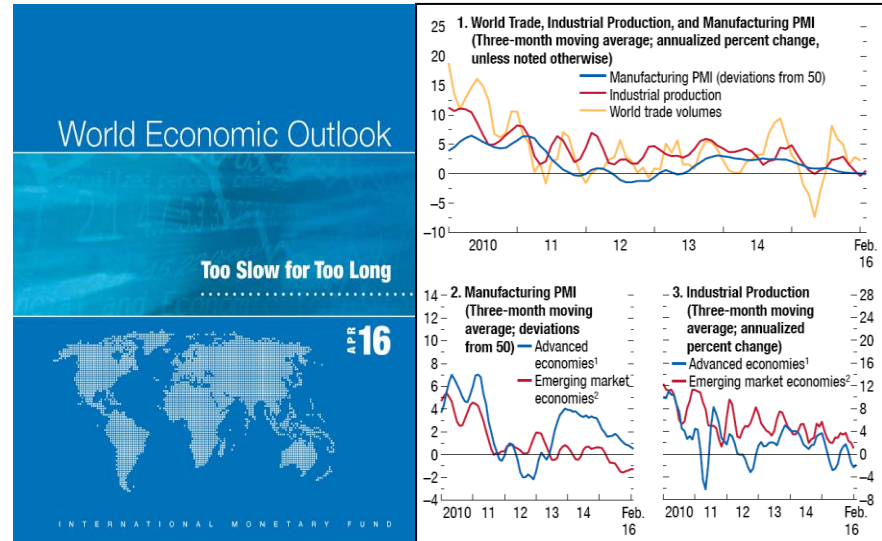 World Economic Outlook
Too Slow for Too Long
APR 16
INTERNATIONAL MONETARY FUND
1. World Trade, Industrial Production, and Manufacturing PMI
(Three-month moving average; annualized percent change,
unless noted otherwise)
Manufacturing PMI (deviations from 50)
Industrial production
World trade volumes
25
20
15
10
5
0
–5
–10
2010 11 12 13 14 Feb.
16
2. Manufacturing PMI
(Three-month moving
average; deviations
from 50)
Advanced
economies1
Emerging market
economies2
14
12
10
8
6
4
2
0
–2
–4
2010 11 12 13 14 Feb.
16
3. Industrial Production
(Three-month moving
average; annualized
percent change)
Advanced economies1
Emerging market economies2
28
24
20
16
12
8
4
0
–4
–8
2010 11 12 13 14 Feb.
16